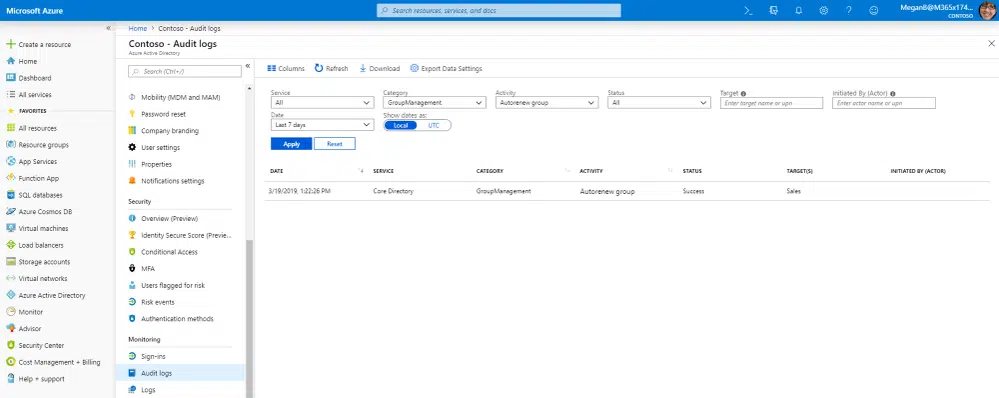 Microsoft Azure
Search resources, services, and docs
MeganB@M365x174...
CONTOSO
Create a resource
Home
Dashboard
All services
FAVORITES
All resources
Resource groups
App Services
Function App
SQL databases
Azure Cosmos DB
Virtual machines
Load balancers
Storage accounts
Virtual networks
Azure Active Directory
Monitor
Advisor
Security Center
Cost Management + Billing
Help + support
Home > Contoso - Audit logs
Contoso - Audit logs
Azure Active Directory
Search (Ctrl+/)
Mobility (MDM and MAM)
Password reset
Company branding
User settings
Properties
Notifications settings
Security
Overview (Preview)
Identity Secure Score (Previe...
Conditional Access
MFA
Users flagged for risk
Risk events
Authentication methods
Monitoring
Sign-ins
Audit logs
Logs
Columns Refresh Download Export Data Settings
Service Category Activity Status Target Initiated By (Actor)
All GroupManagement Autorenew group All Enter target name or upn Enter actor name or upn
Date Show dates as:
Last 7 days Local UTC
Apply Reset
DATE SERVICE CATEGORY ACTIVITY STATUS TARGET(S) INITIATED BY (ACTOR)
3/19/2019, 1:22:26 PM Core Directory GroupManagement Autorenew group Success Sales